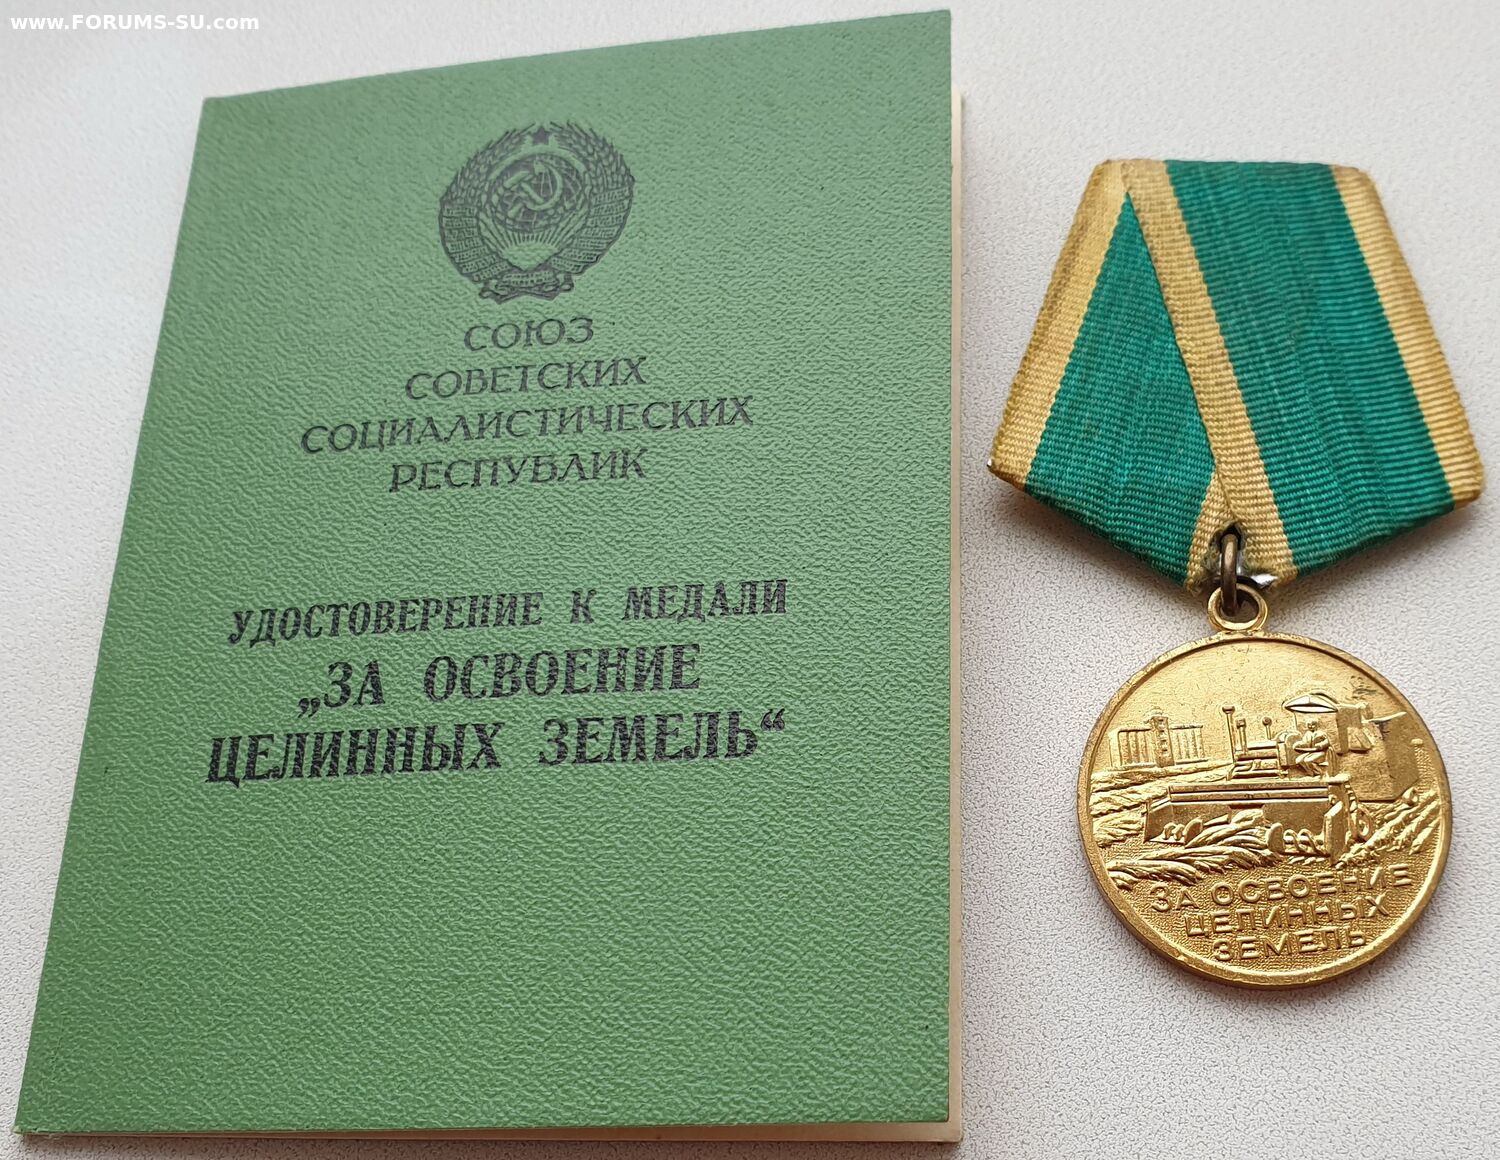 www.FORUMS-SU.com
СОЮЗ
СОВЕТСКИХ
СОЦИАЛИСТИЧЕСКИХ
РЕСПУБЛИК
УДОСТОВЕРЕНИЕ К МЕДАЛИ
„ЗА ОСВОЕНИЕ
ЦЕЛИННЫХ ЗЕМЕЛЬ“
ЗА ОСВОЕНИЕ
ЦЕЛИННЫХ
ЗЕМЕЛЬ